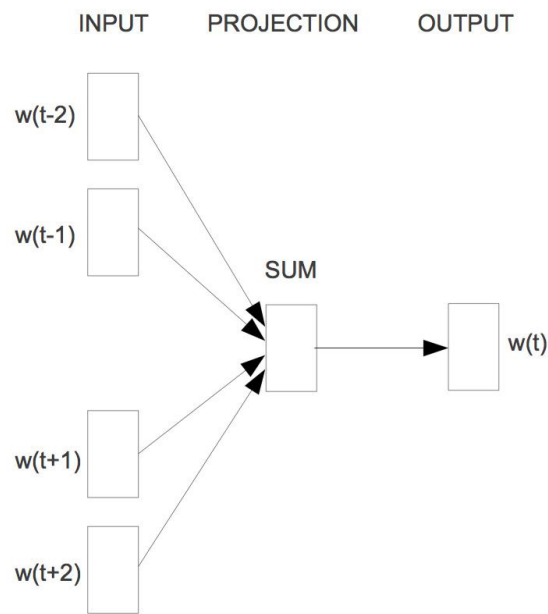 INPUT PROJECTION OUTPUT
w(t-2)
w(t-1)
SUM
w(t)
w(t+1)
w(t+2)